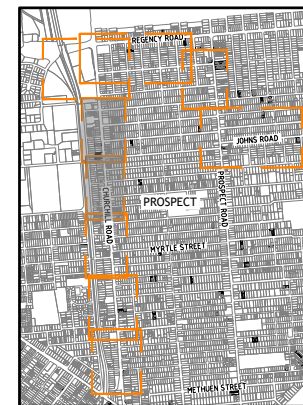 REGENCY ROAD
JOHNS ROAD
PROSPECT
CHURCHILL ROAD
PROSPECT ROAD
MYRTLE STREET
METHUEN STREET